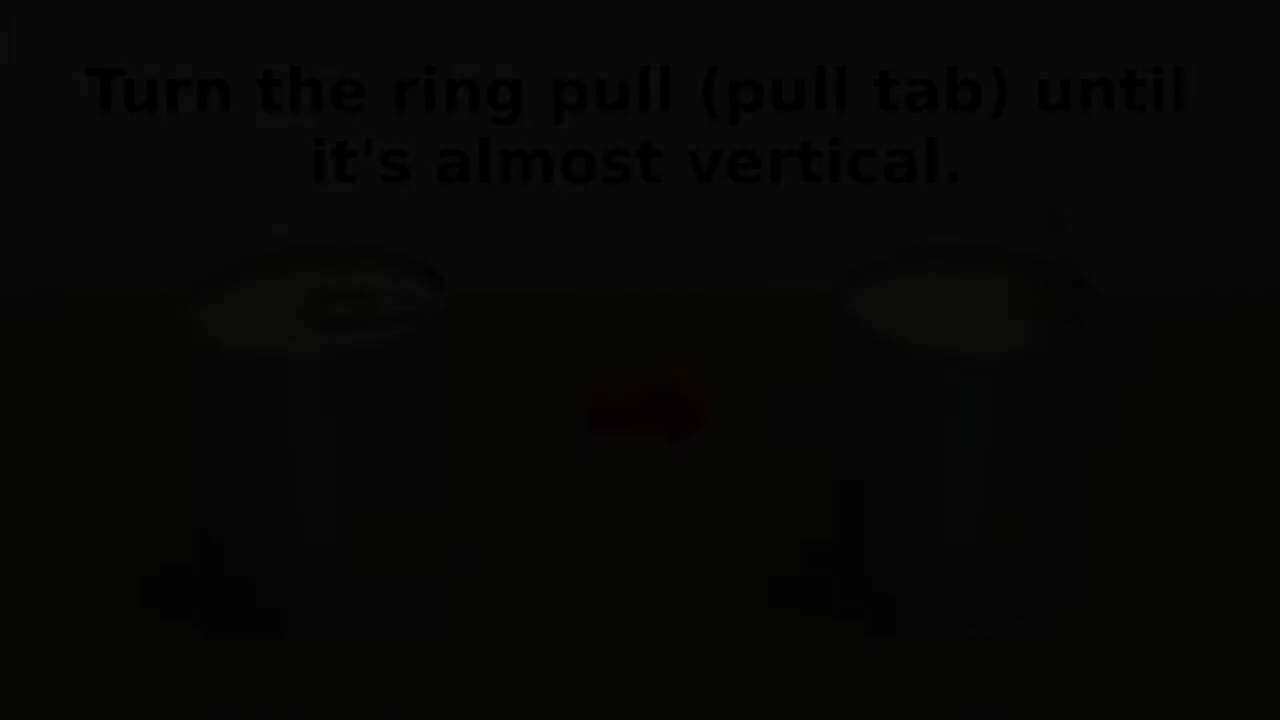 Turn the ring pull (pull tab) until
it's almost vertical.